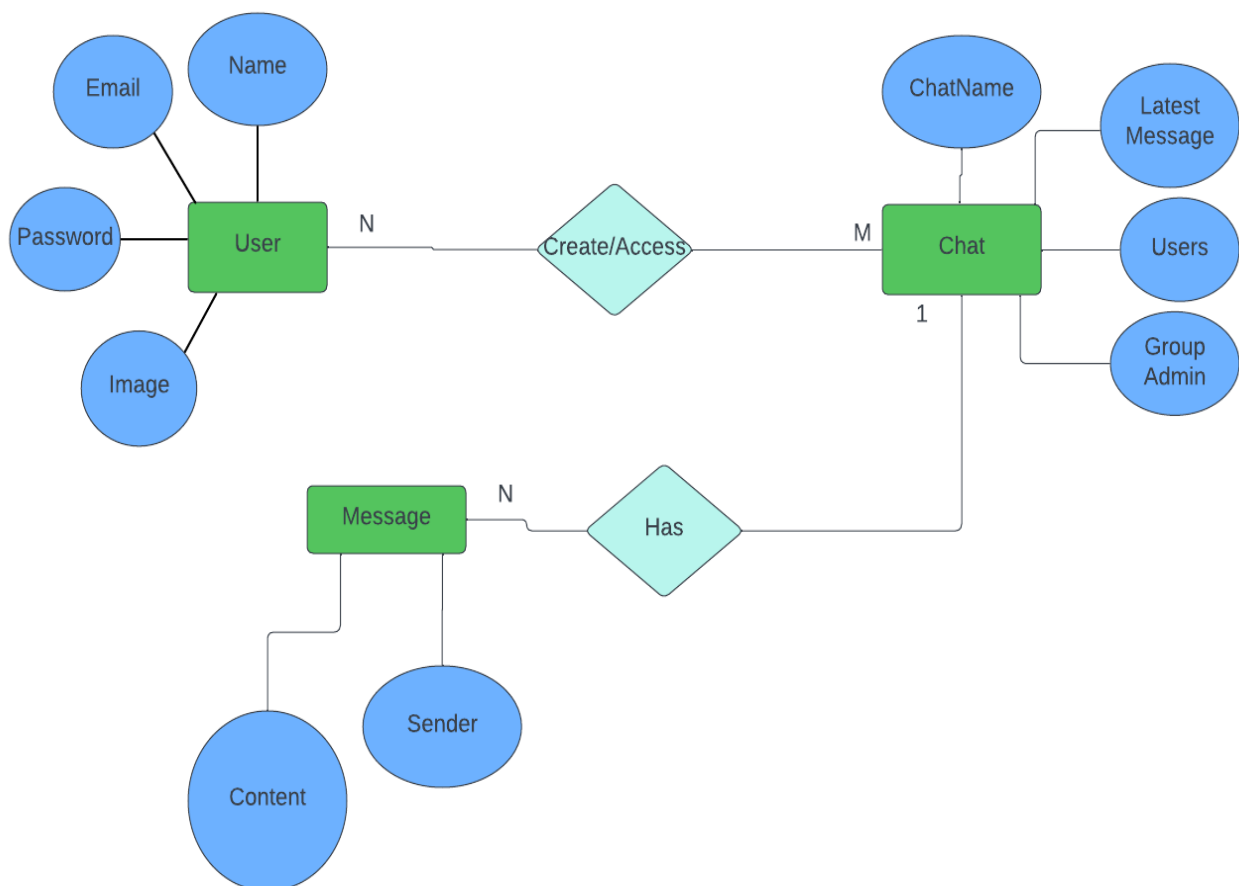 Name
Email
ChatName
Latest
Message
Password
User
N
Create/Access
M
Chat
Users
1
Group
Admin
Image
Message
N
Has
Sender
Content